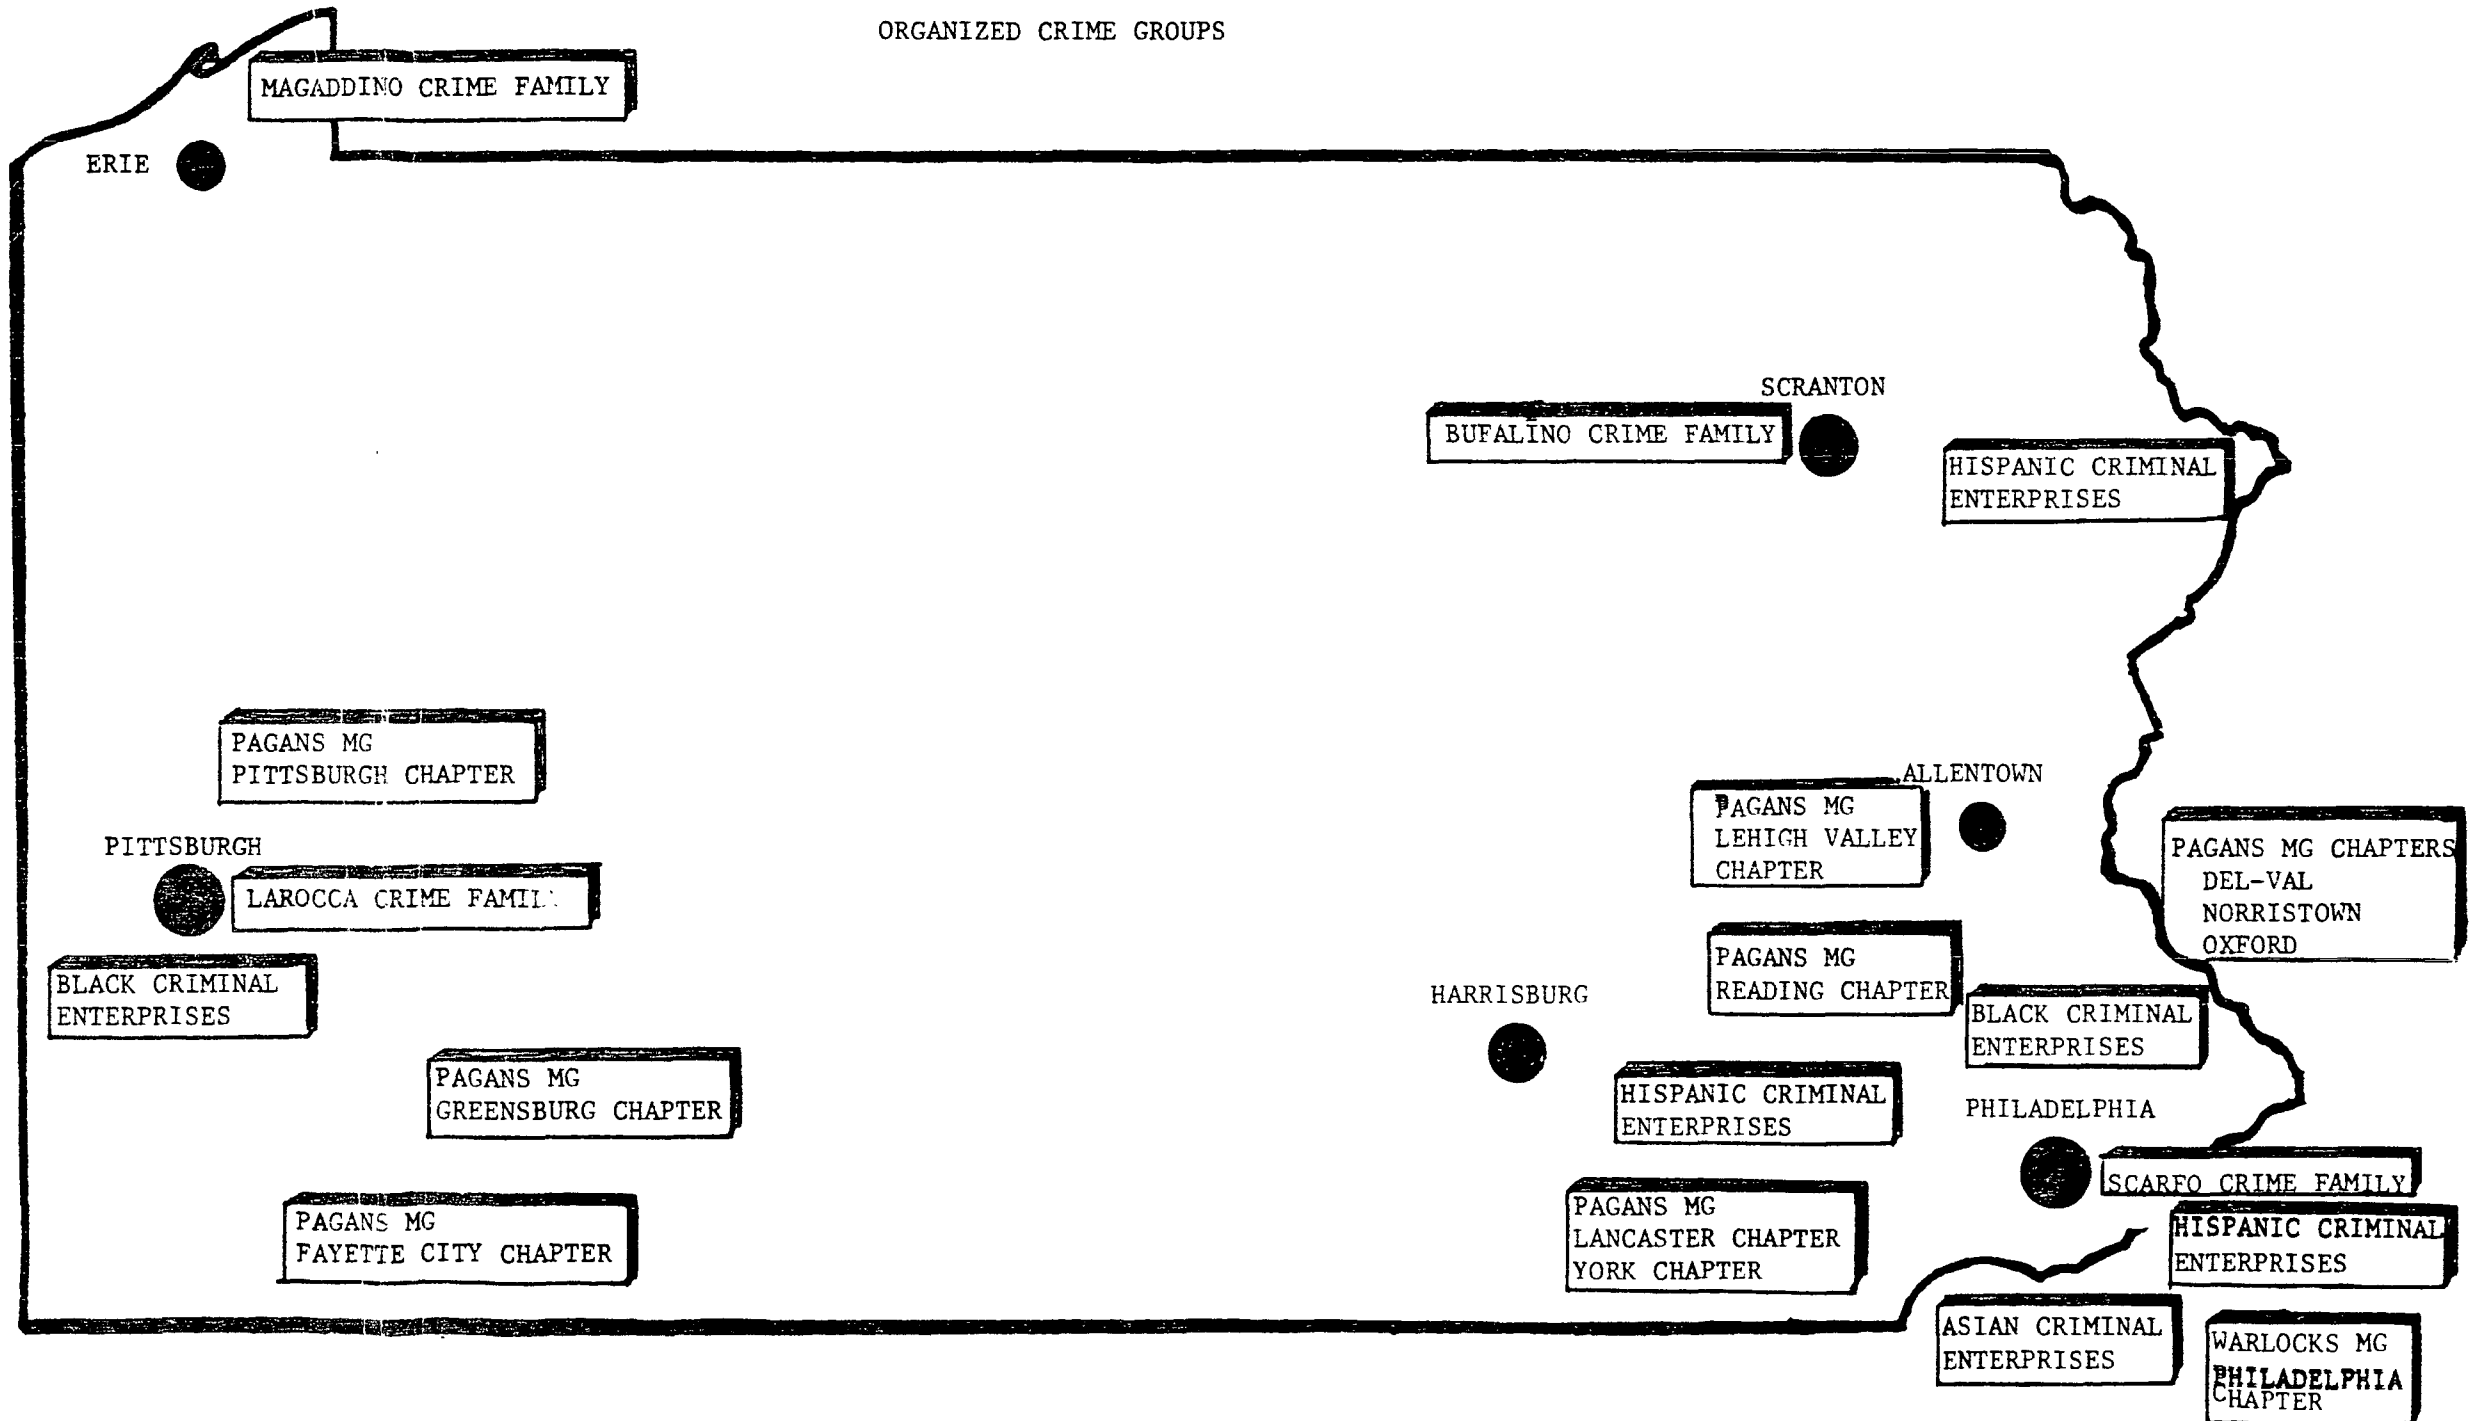 ORGANIZED CRIME GROUPS
MAGADDINO CRIME FAMILY
ERIE
SCRANTON
BUFALINO CRIME FAMILY
HISPANIC CRIMINAL
ENTERPRISES
PAGANS MG
PITTSBURGH CHAPTER
PITTSBURGH
LAROCCA CRIME FAMILY
BLACK CRIMINAL
ENTERPRISES
PAGANS MG
GREENSBURG CHAPTER
PAGANS MG
FAYETTE CITY CHAPTER
ALLENTOWN
PAGANS MG
LEHIGH VALLEY
CHAPTER
PAGANS MG CHAPTERS
DEL-VAL
NORRISTOWN
OXFORD
PAGANS MG
READING CHAPTER
HARRISBURG
BLACK CRIMINAL
ENTERPRISES
HISPANIC CRIMINAL
ENTERPRISES
PHILADELPHIA
SCARFO CRIME FAMILY
PAGANS MG
LANCASTER CHAPTER
YORK CHAPTER
HISPANIC CRIMINAL
ENTERPRISES
ASIAN CRIMINAL
ENTERPRISES
WARLOCKS MG
PHILADELPHIA
CHAPTER